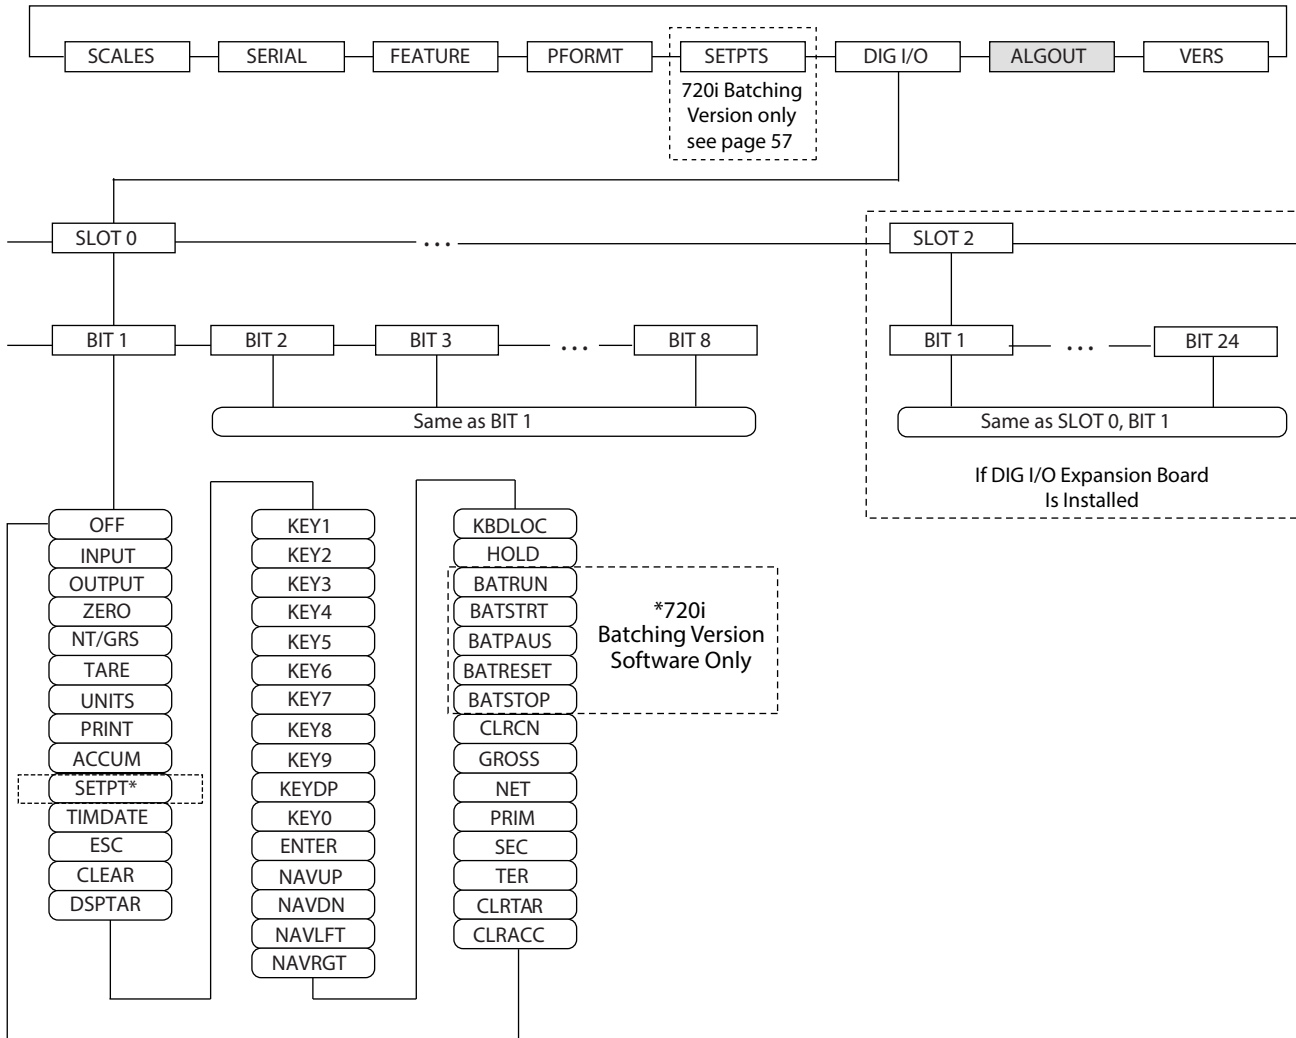 SCALES
SERIAL
FEATURE
PFORMT
SETPTS
DIG I/O
ALGOUT
VERS
720i Batching
Version only
see page 57
SLOT 0
...
SLOT 2
BIT 1
BIT 2
BIT 3
...
BIT 8
BIT 1
...
BIT 24
Same as BIT 1
Same as SLOT 0, BIT 1
If DIG I/O Expansion Board
Is Installed
OFF
INPUT
OUTPUT
ZERO
NT/GRS
TARE
UNITS
PRINT
ACCUM
SETPT*
TIMDATE
ESC
CLEAR
DSPTAR
KEY1
KEY2
KEY3
KEY4
KEY5
KEY6
KEY7
KEY8
KEY9
KEYDP
KEY0
ENTER
NAVUP
NAVDN
NAVLFT
NAVRGT
KBDLOC
HOLD
BATRUN
BATSTRT
BATPAUS
BATRESET
BATSTOP
CLRCN
GROSS
NET
PRIM
SEC
TER
CLRTAR
CLRACC
*720i
Batching Version
Software Only